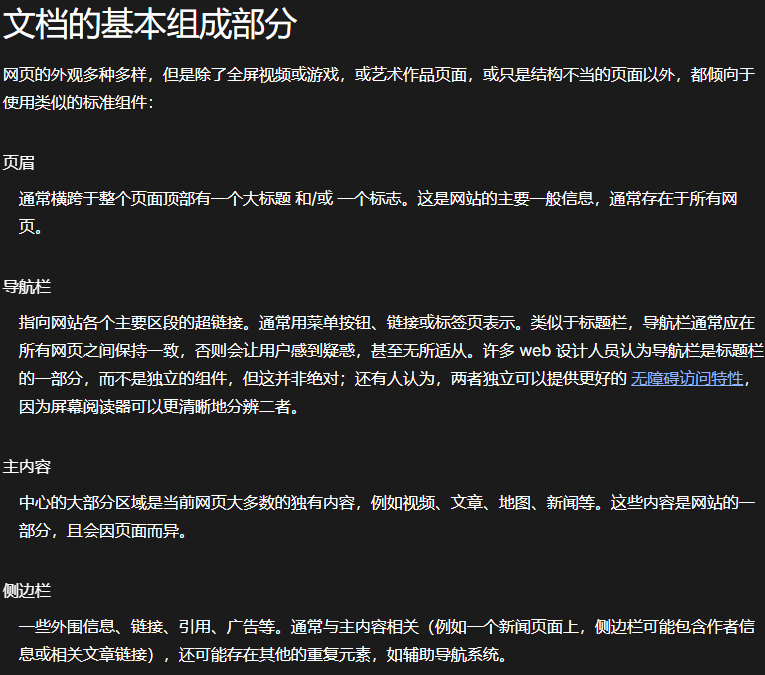 文档的基本组成部分
网页的外观多种多样，但是除了全屏视频或游戏，或艺术作品页面，或只是结构不当的页面以外，都倾向于
使用类似的标准组件：
页眉
通常横跨于整个页面顶部有一个大标题 和/或 一个标志。这是网站的主要一般信息，通常存在于所有网
页。
导航栏
指向网站各个主要区段的超链接。通常用菜单按钮、链接或标签页表示。类似于标题栏，导航栏通常应在
所有网页之间保持一致，否则会让用户感到疑惑，甚至无所适从。许多 web 设计人员认为导航栏是标题栏
的一部分，而不是独立的组件，但这并非绝对；还有人认为，两者独立可以提供更好的 无障碍访问特性，
因为屏幕阅读器可以更清晰地分辨二者。
主内容
中心的大部分区域是当前网页大多数的独有内容，例如视频、文章、地图、新闻等。这些内容是网站的一
部分，且会因页面而异。
侧边栏
一些外围信息、链接、引用、广告等。通常与主内容相关（例如一个新闻页面上，侧边栏可能包含作者信
息或相关文章链接），还可能存在其他的重复元素，如辅助导航系统。